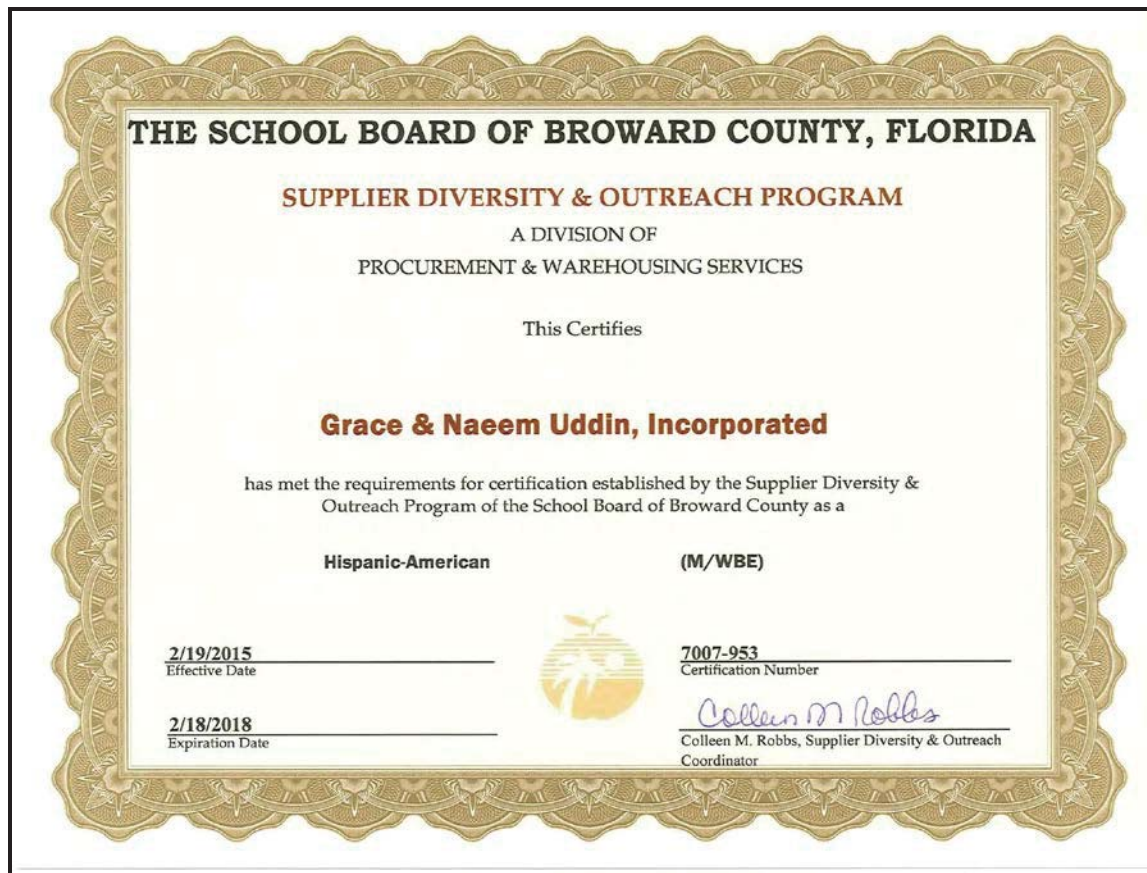 THE SCHOOL BOARD OF BROWARD COUNTY, FLORIDA
SUPPLIER DIVERSITY & OUTREACH PROGRAM
A DIVISION OF
PROCUREMENT & WAREHOUSING SERVICES
This Certifies
Grace & Naeem Uddin, Incorporated
has met the requirements for certification established by the Supplier Diversity &
Outreach Program of the School Board of Broward County as a
Hispanic-American (M/WBE)
2/19/2015
Effective Date
7007-953
Certification Number
2/18/2018
Expiration Date
Colleen M Robbs
Colleen M. Robbs, Supplier Diversity & Outreach
Coordinator